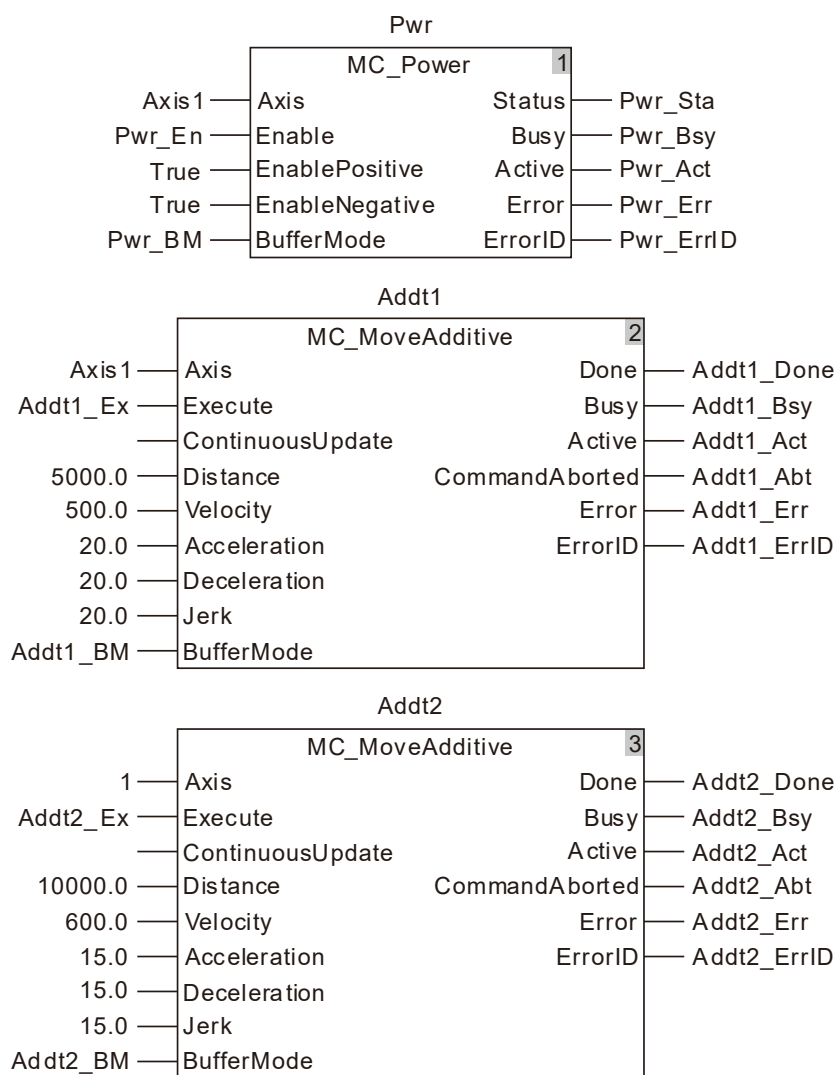 Pwr
MC_Power 1
Axis1 Axis Status Pwr_Sta
Pwr_En Enable Busy Pwr_Bsy
True EnablePositive Active Pwr_Act
True EnableNegative Error Pwr_Err
Pwr_BM BufferMode ErrorID Pwr_ErrID
Addt1
MC_MoveAdditive 2
Axis1 Axis Done Addt1_Done
Addt1_Ex Execute Busy Addt1_Bsy
ContinuousUpdate Active Addt1_Act
5000.0 Distance CommandAborted Addt1_Abt
500.0 Velocity Error Addt1_Err
20.0 Acceleration ErrorID Addt1_ErrID
20.0 Deceleration
20.0 Jerk
Addt1_BM BufferMode
Addt2
MC_MoveAdditive 3
1 Axis Done Addt2_Done
Addt2_Ex Execute Busy Addt2_Bsy
ContinuousUpdate Active Addt2_Act
10000.0 Distance CommandAborted Addt2_Abt
600.0 Velocity Error Addt2_Err
15.0 Acceleration ErrorID Addt2_ErrID
15.0 Deceleration
15.0 Jerk
Addt2_BM BufferMode